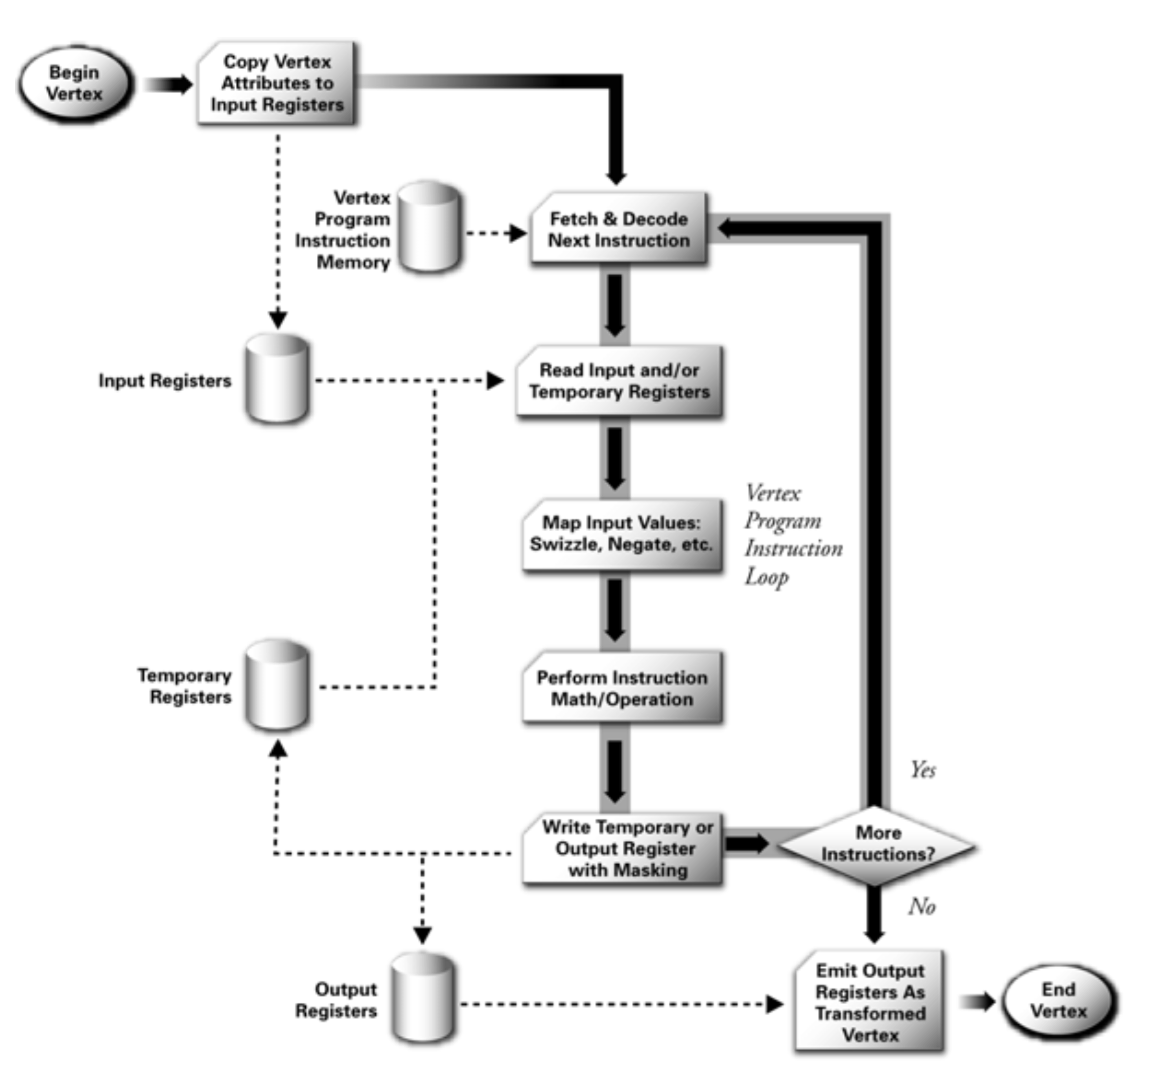 Begin
Vertex
Copy Vertex
Attributes to
Input Registers
Vertex
Program
Instruction
Memory
Fetch & Decode
Next Instruction
Input Registers
Read Input and/or
Temporary Registers
Map Input Values:
Swizzle, Negate, etc.
Vertex
Program
Instruction
Loop
Temporary
Registers
Perform Instruction
Math/Operation
Yes
Write Temporary or
Output Register
with Masking
More
Instructions?
No
Output
Registers
Emit Output
Registers As
Transformed
Vertex
End
Vertex